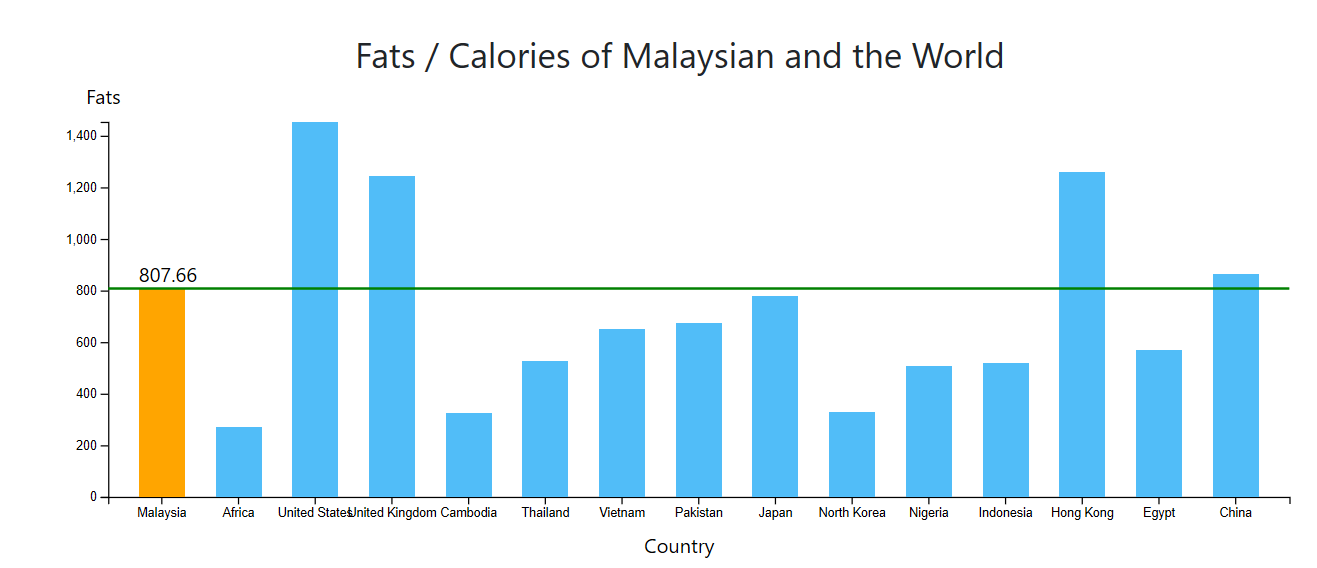 Fats / Calories of Malaysian and the World
Fats
1,400
1,200
1,000
807.66
800
600
400
200
0
Malaysia Africa United States United Kingdom Cambodia Thailand Vietnam Pakistan Japan North Korea Nigeria Indonesia Hong Kong Egypt China
Country